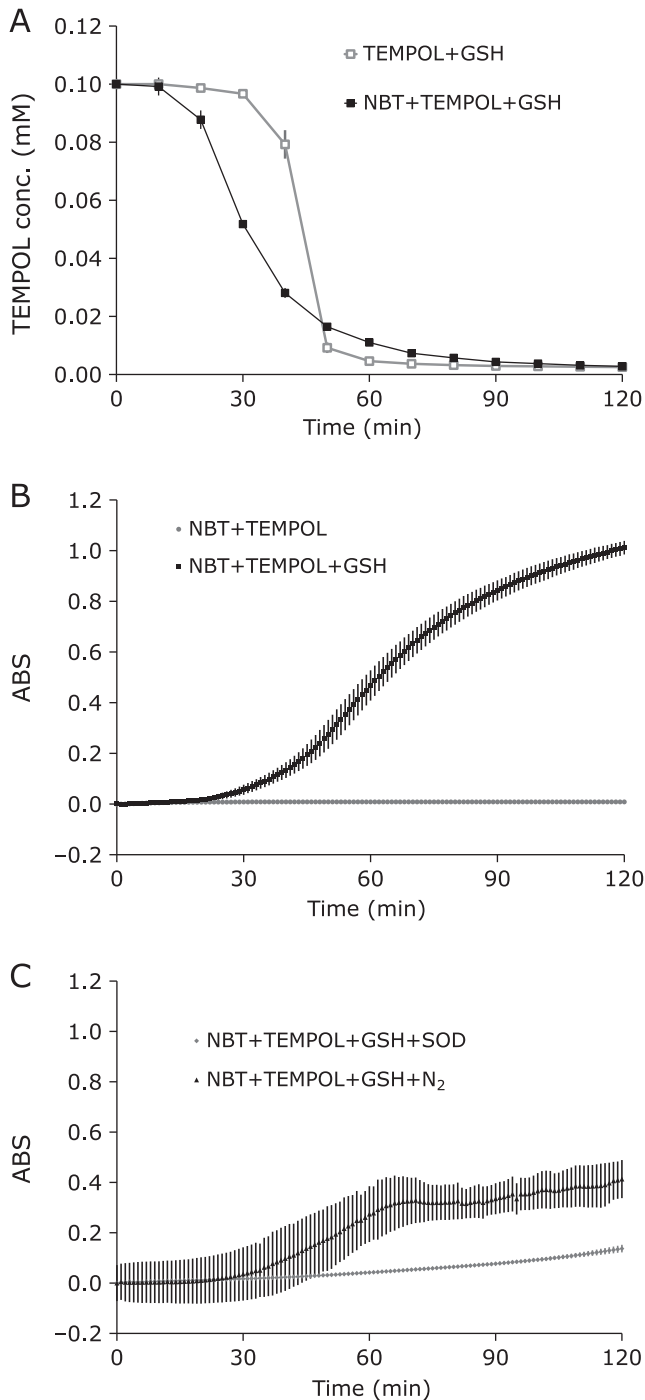 A
TEMPOL+GSH
NBT+TEMPOL+GSH
TEMPOL conc. (mM)
0.12
0.10
0.08
0.06
0.04
0.02
0.00
0 30 60 90 120
Time (min)
B
NBT+TEMPOL
NBT+TEMPOL+GSH
ABS
1.2
1.0
0.8
0.6
0.4
0.2
0.0
−0.2
0 30 60 90 120
Time (min)
C
NBT+TEMPOL+GSH+SOD
NBT+TEMPOL+GSH+N₂
ABS
1.2
1.0
0.8
0.6
0.4
0.2
0.0
−0.2
0 30 60 90 120
Time (min)